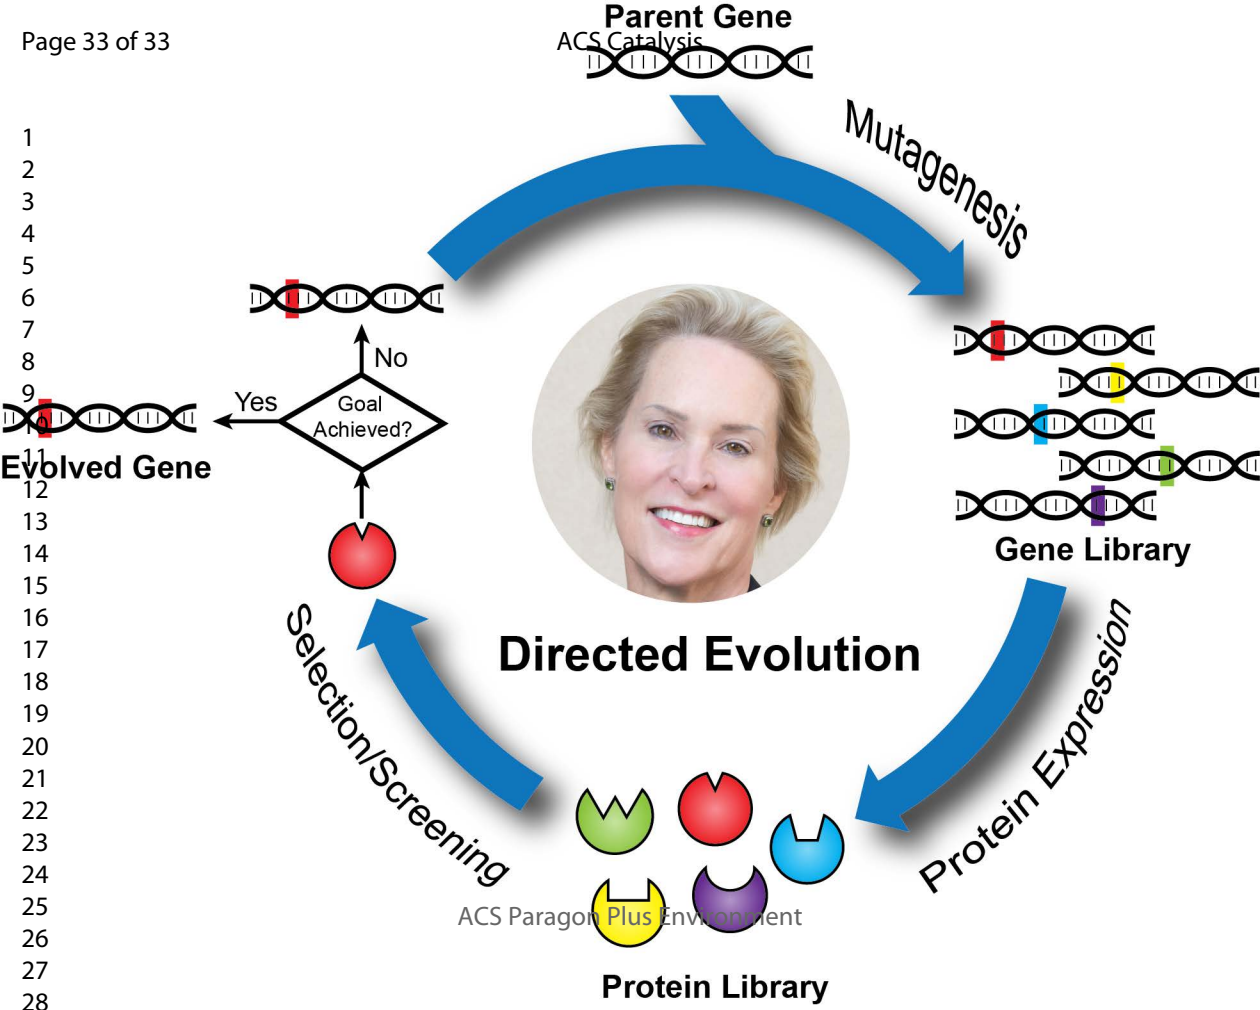 Page 33 of 33
ACS Catalysis
Parent Gene
Mutagenesis
1
2
3
4
5
6
7
8
9
10
11
12
13
14
15
16
17
18
19
20
21
22
23
24
25
26
27
28
No
Yes
Goal
Achieved?
Evolved Gene
Gene Library
Directed Evolution
Selection/Screening
Protein Expression
ACS Paragon Plus Environment
Protein Library